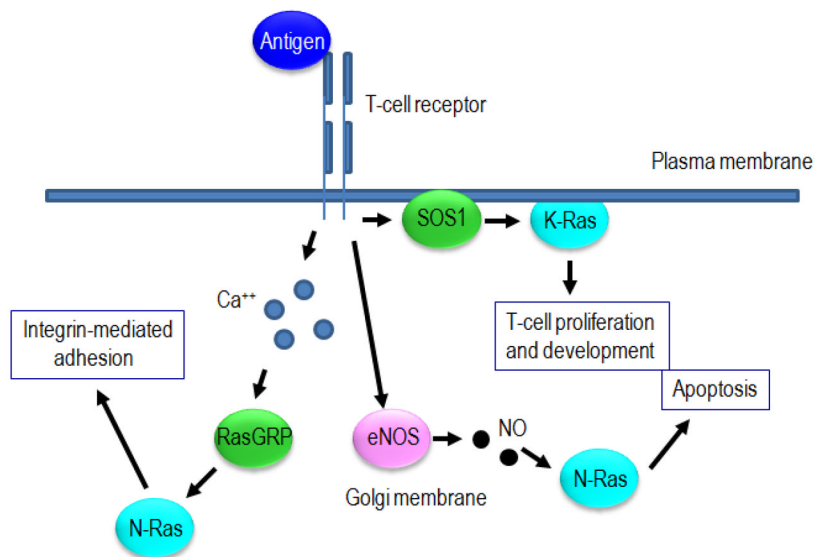 Antigen
T-cell receptor
Plasma membrane
SOS1
K-Ras
Ca⁺⁺
Integrin-mediated
adhesion
T-cell proliferation
and development
Apoptosis
RasGRP
eNOS
NO
N-Ras
Golgi membrane
N-Ras